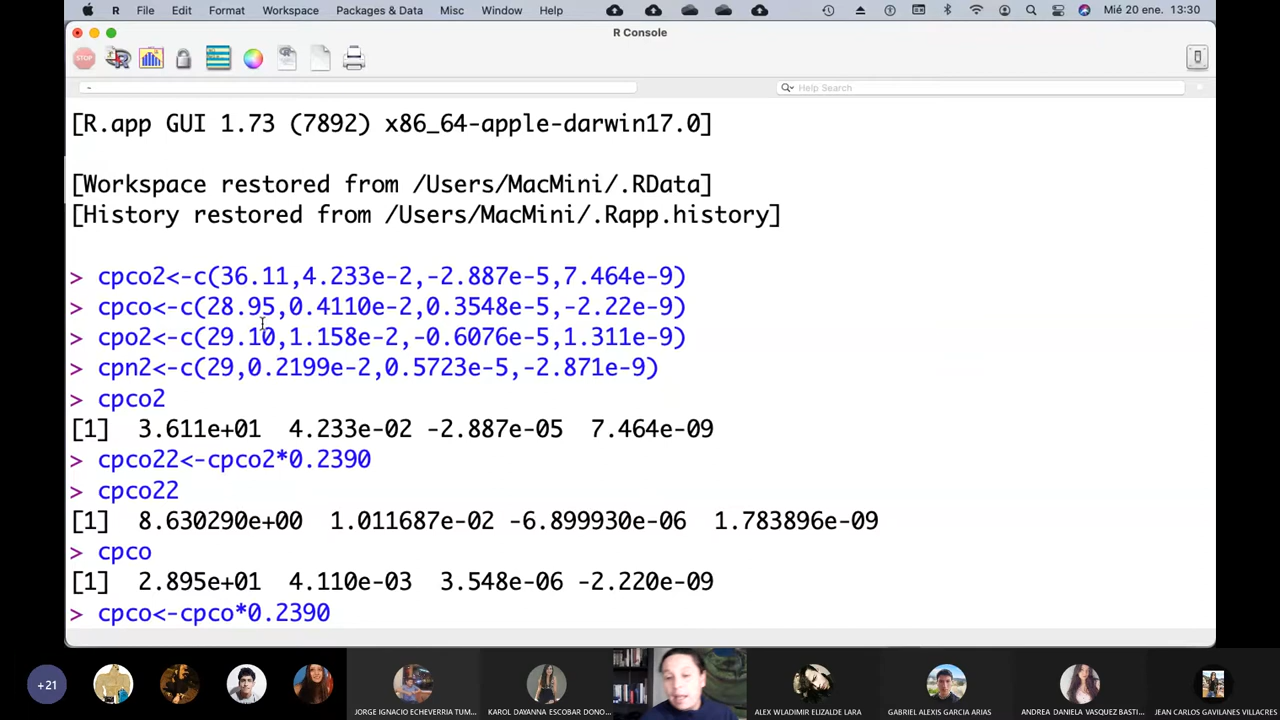 R File Edit Format Workspace Packages & Data Misc Window Help Mié 20 ene. 13:30
R Console
STOP
~
Help Search
[R.app GUI 1.73 (7892) x86_64-apple-darwin17.0]
[Workspace restored from /Users/MacMini/.RData]
[History restored from /Users/MacMini/.Rapp.history]
> cpco2<-c(36.11,4.233e-2,-2.887e-5,7.464e-9)
> cpco<-c(28.95,0.4110e-2,0.3548e-5,-2.22e-9)
> cpo2<-c(29.10,1.158e-2,-0.6076e-5,1.311e-9)
> cpn2<-c(29,0.2199e-2,0.5723e-5,-2.871e-9)
> cpco2
[1] 3.611e+01 4.233e-02 -2.887e-05 7.464e-09
> cpco22<-cpco2*0.2390
> cpco22
[1] 8.630290e+00 1.011687e-02 -6.899930e-06 1.783896e-09
> cpco
[1] 2.895e+01 4.110e-03 3.548e-06 -2.220e-09
> cpco<-cpco*0.2390
+21
JORGE IGNACIO ECHEVERRIA TUM...
KAROL DAYANNA ESCOBAR DONO...
ALEX WLADIMIR ELIZALDE LARA
GABRIEL ALEXIS GARCIA ARIAS
ANDREA DANIELA VASQUEZ BASTI...
JEAN CARLOS GAVILANES VILLACRES